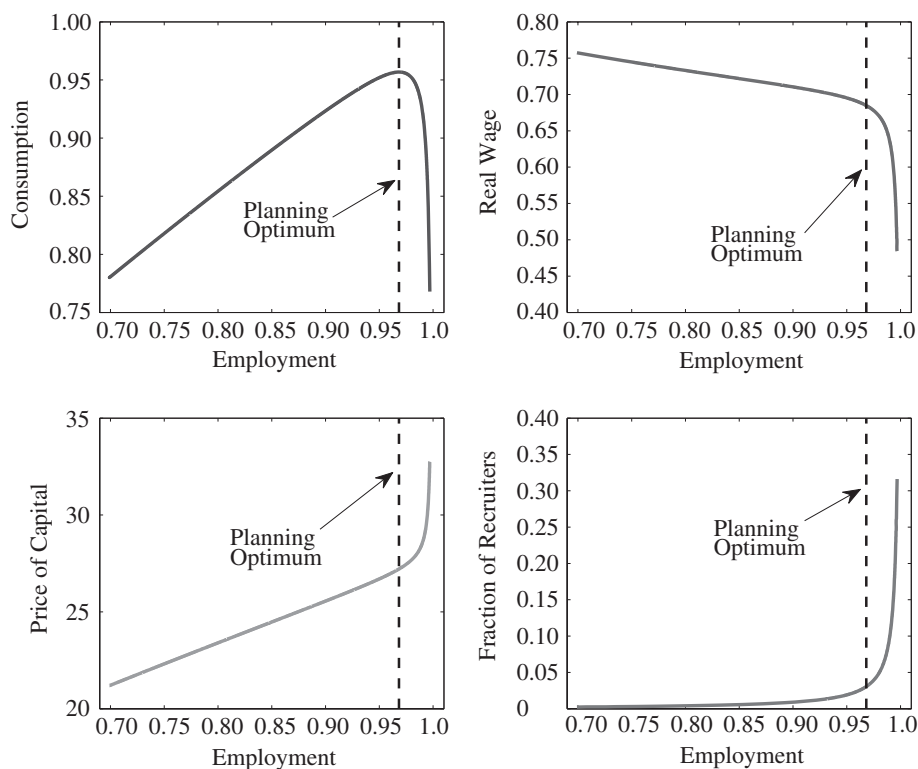 1.00
0.95
0.90
0.85
0.80
0.75
Consumption
Planning
Optimum
0.70 0.75 0.80 0.85 0.90 0.95 1.0
Employment
0.80
0.75
0.70
0.65
0.60
0.55
0.50
0.45
0.40
Real Wage
Planning
Optimum
0.70 0.75 0.80 0.85 0.90 0.95 1.0
Employment
35
30
25
20
Price of Capital
Planning
Optimum
0.70 0.75 0.80 0.85 0.90 0.95 1.0
Employment
0.40
0.35
0.30
0.25
0.20
0.15
0.10
0.05
0
Fraction of Recruiters
Planning
Optimum
0.70 0.75 0.80 0.85 0.90 0.95 1.0
Employment